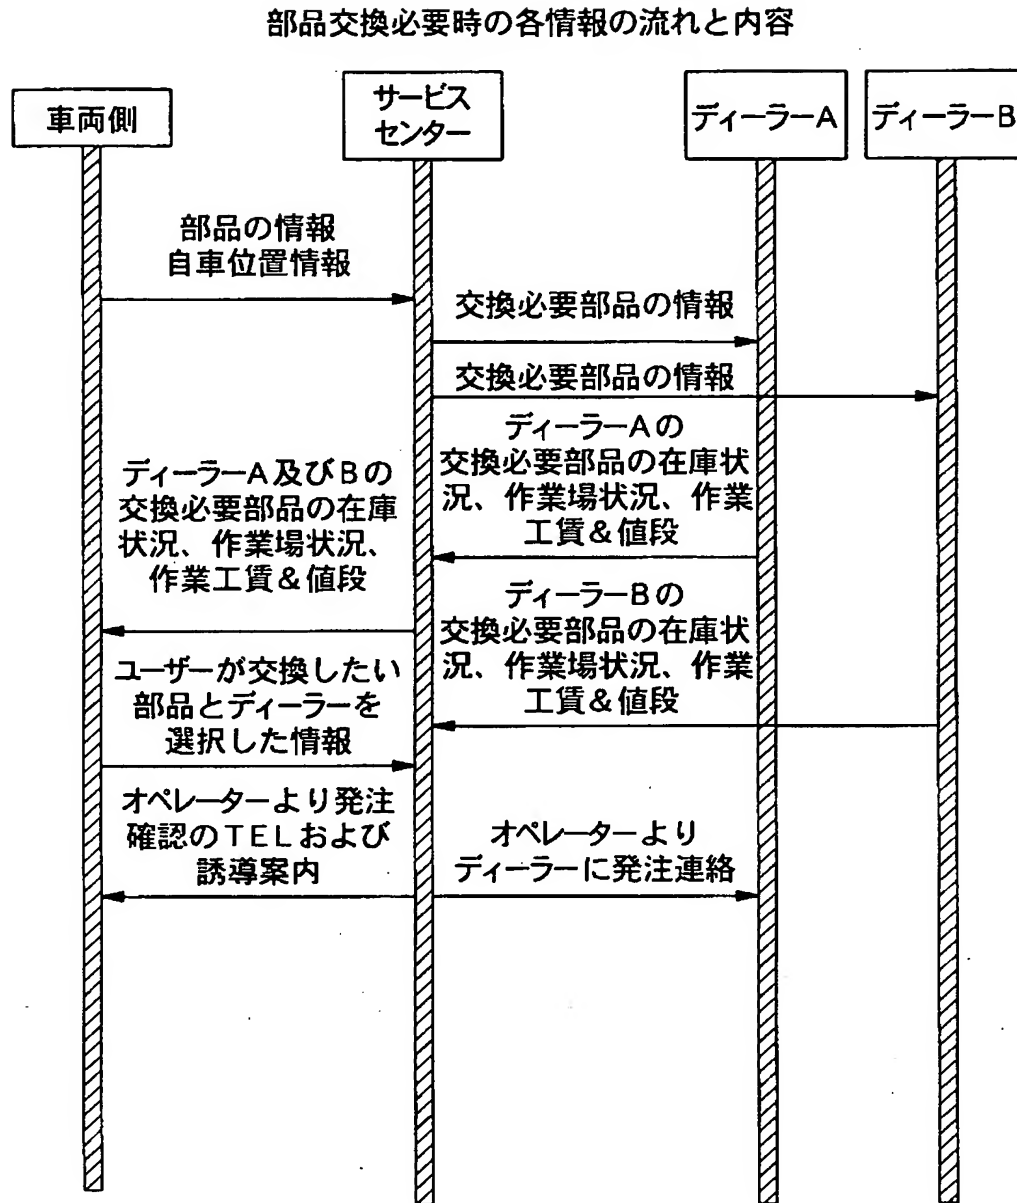 部品交換必要時の各情報の流れと内容
車両側
サービス
センター
ディーラーA
ディーラーB
部品の情報
自車位置情報
交換必要部品の情報
交換必要部品の情報
ディーラーAの
交換必要部品の在庫状
況、作業場状況、作業
工賃&値段
ディーラーA及びBの
交換必要部品の在庫
状況、作業場状況、
作業工賃&値段
ディーラーBの
交換必要部品の在庫状
況、作業場状況、作業
工賃&値段
ユーザーが交換したい
部品とディーラーを
選択した情報
オペレーターより発注
確認のTELおよび
誘導案内
オペレーターより
ディーラーに発注連絡